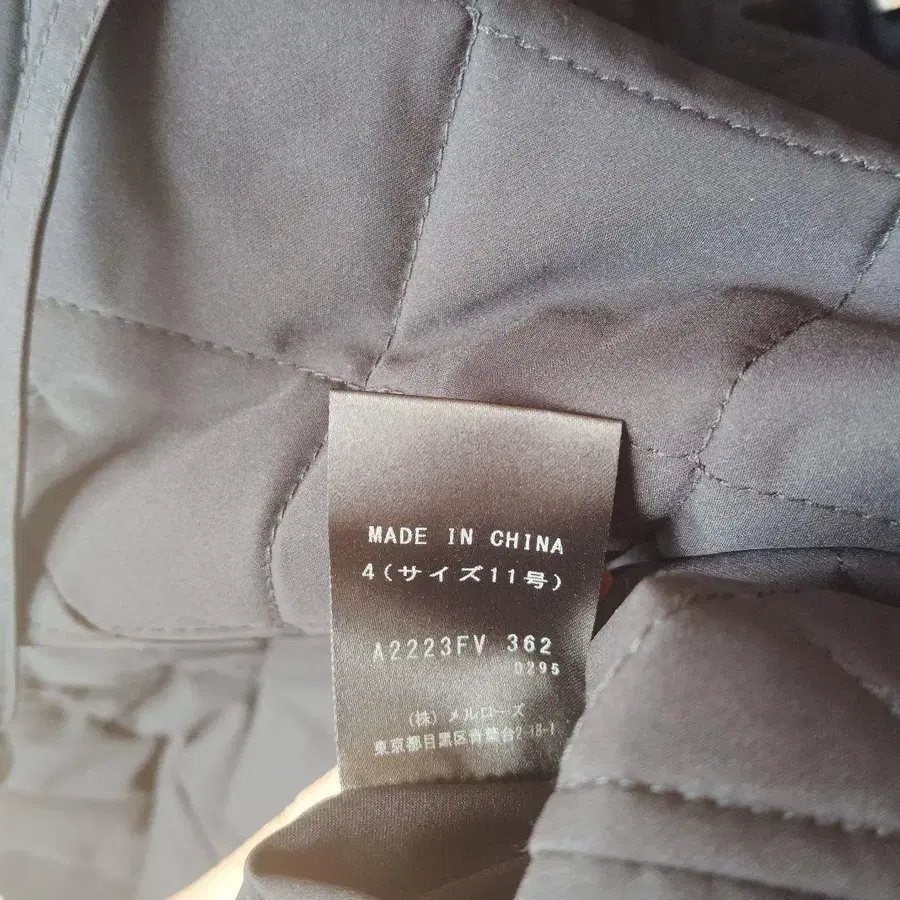 MADE IN CHINA
4(サイズ11号)
A2223FV 362
0295
(株)メルローズ
東京都目黒区青葉台2-18-1